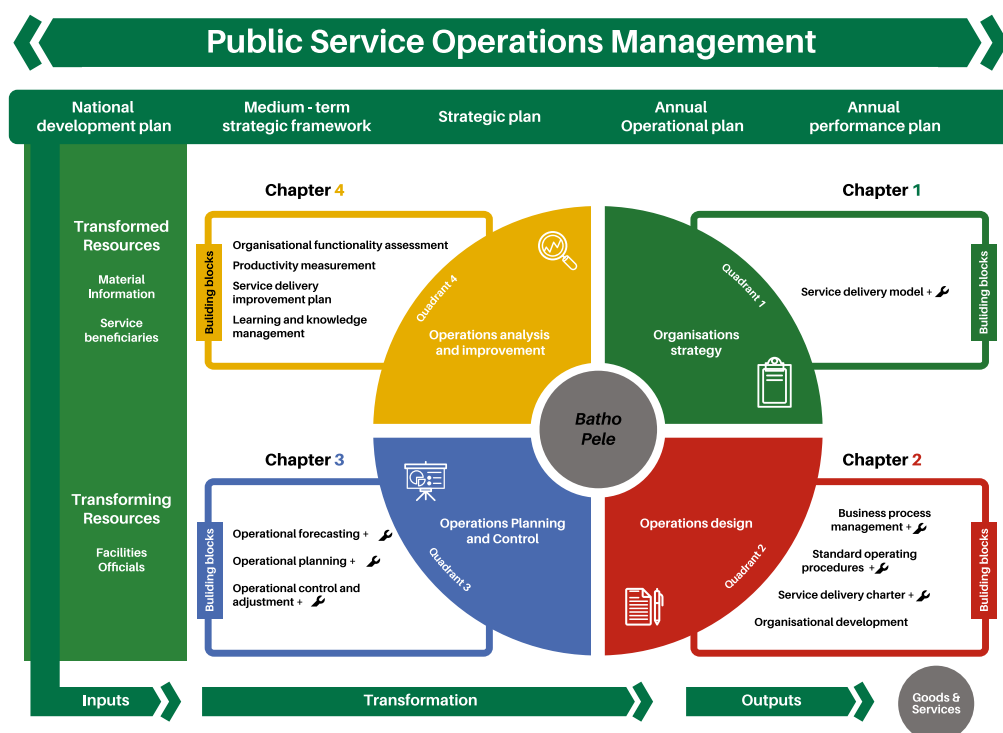 Public Service Operations Management
National
development plan
Medium - term
strategic framework
Strategic plan
Annual
Operational plan
Annual
performance plan
Transformed
Resources
Material
Information
Service
beneficiaries
Transforming
Resources
Facilities
Officials
Chapter 4
Building blocks
Organisational functionality assessment
Productivity measurement
Service delivery
improvement plan
Learning and knowledge
management
Quadrant 4
Operations analysis
and improvement
Chapter 1
Quadrant 1
Organisations
strategy
Service delivery model +
Building blocks
Batho
Pele
Chapter 3
Building blocks
Operational forecasting +
Operational planning +
Operational control and
adjustment +
Operations Planning
and Control
Quadrant 3
Chapter 2
Operations design
Quadrant 2
Business process
management +
Standard operating
procedures +
Service delivery charter +
Organisational development
Building blocks
Inputs
Transformation
Outputs
Goods &
Services